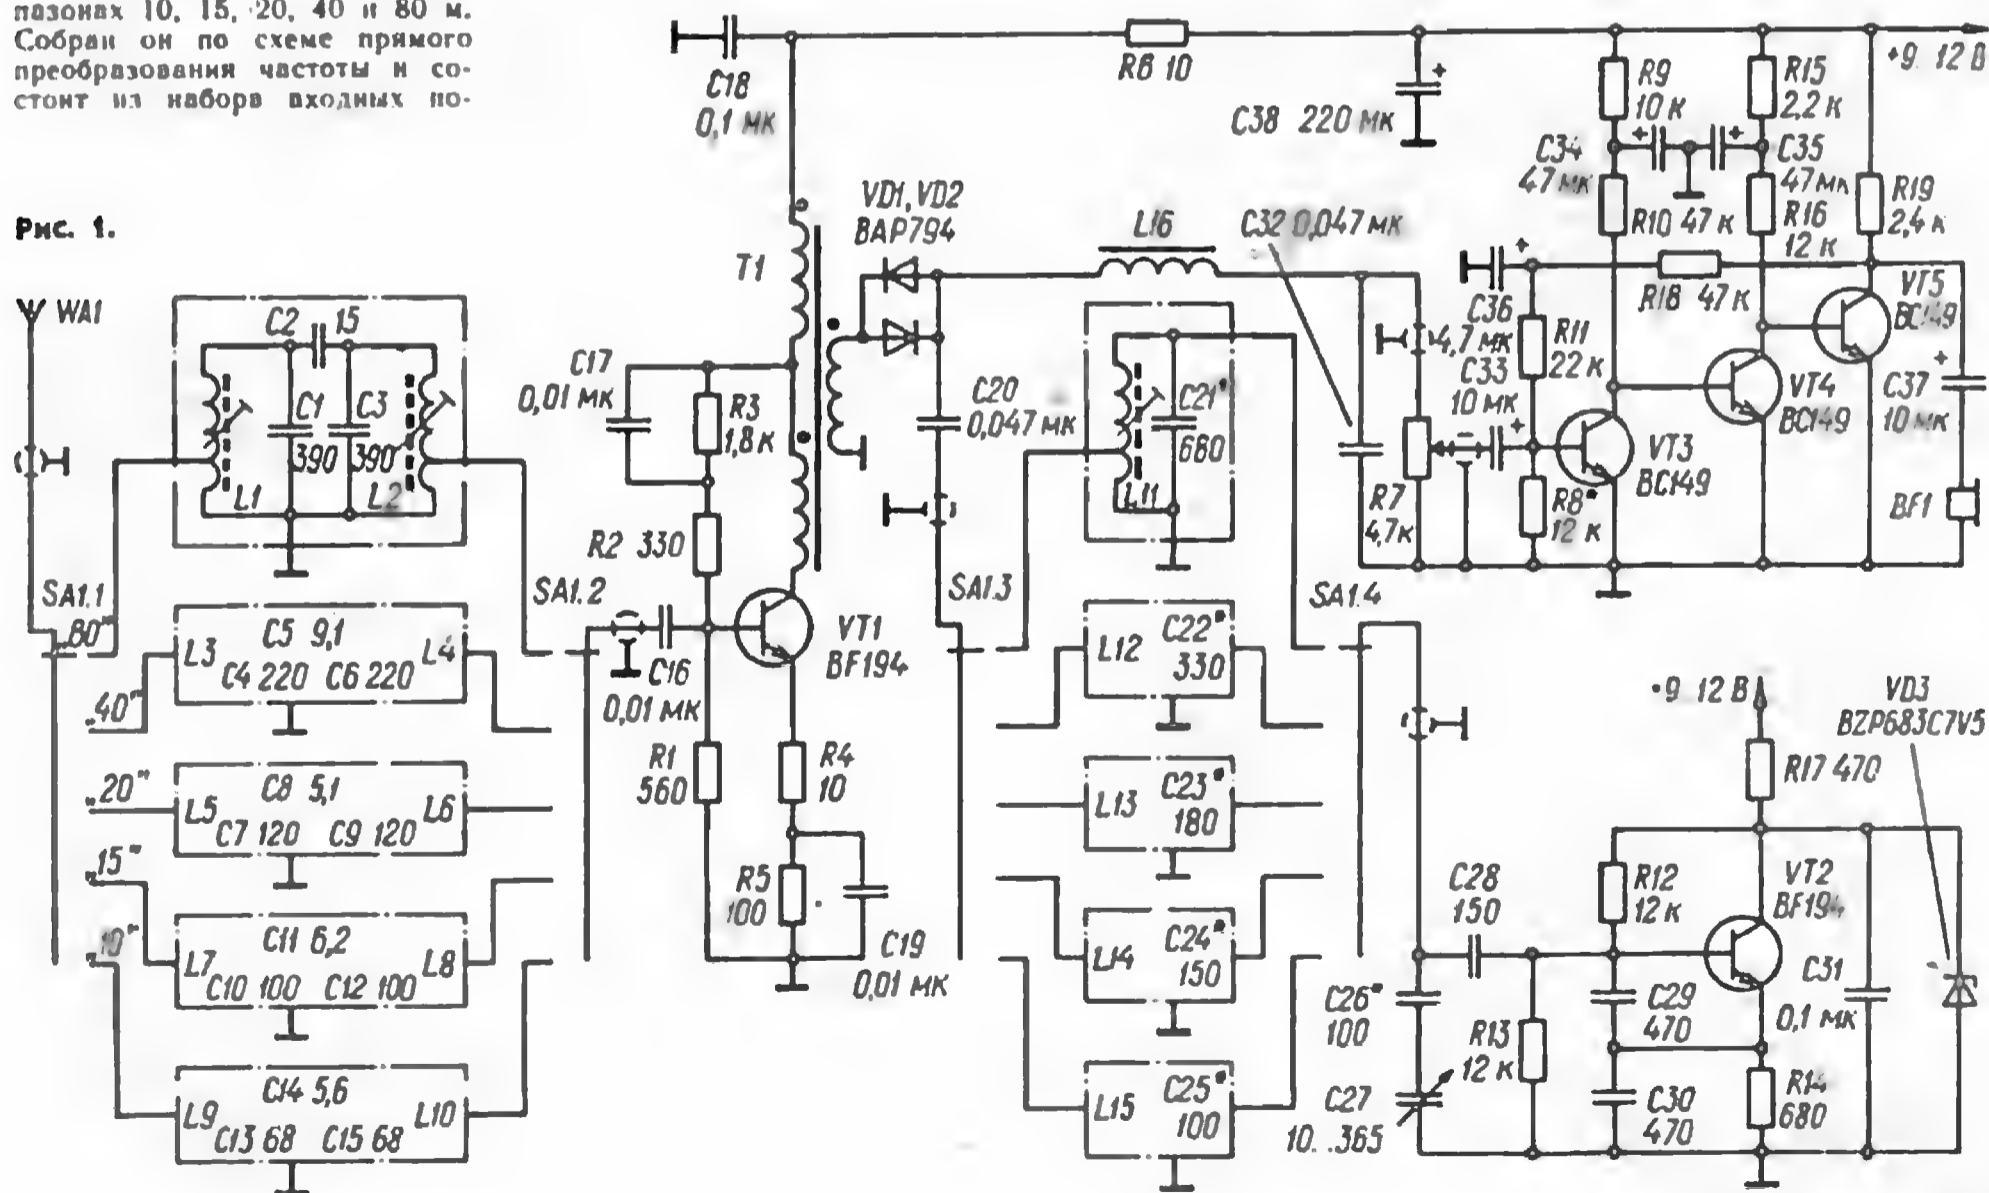 пазонах 10, 15, 20, 40 и 80 м.
Собран он по схеме прямого
преобразования частоты и со-
стоит из набора входных по-
Рис. 1.
WA1
C2 15
C1
390
C3
390
L1
L2
SA1.1
„80"
„40"
„20"
„15"
„10"
L3
C5 9,1
L4
C4 220 C6 220
L5
C8 5,1
L6
C7 120 C9 120
L7
C11 6,2
L8
C10 100 C12 100
L9
C14 5,6
L10
C13 68 C15 68
SA1.2
C16
0,01 мк
C17
0,01 мк
R3
1,8 к
R2 330
R1
560
VT1
BF194
R4
10
R5
100
C19
0,01 мк
C18
0,1 мк
T1
VD1, VD2
BAP794
C20
0,047 мк
SA1.3
R6 10
L16
C32 0,047 мк
C21*
680
L11
L12
C22*
330
L13
C23*
180
L14
C24*
150
L15
C25*
100
SA1.4
C38 220 мк
R7
4,7 к
C36
4,7 мк
C33
10 мк
R11
22 к
R8*
12 к
R9
10 к
C34
47 мк
R10 47 к
R15
2,2 к
C35
47 мк
R16
12 к
R18 47 к
R19
2,4 к
+9 12 В
VT3
BC149
VT4
BC149
VT5
BC149
C37
10 мк
BF1
+9 12 В
VD3
BZP683C7V5
R17 470
C28
150
R12
12 к
VT2
BF194
C26*
100
C27
10...365
R13
12 к
C29
470
C30
470
R14
680
C31
0,1 мк